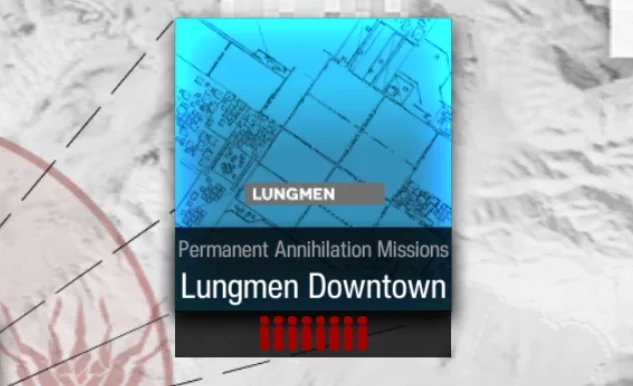 LUNGMEN
Permanent Annihilation Missions
Lungmen Downtown